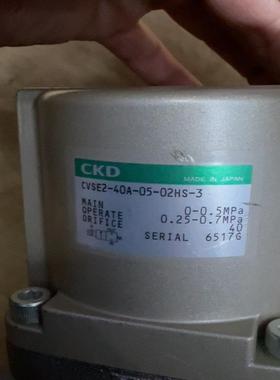 CKD
MADE IN JAPAN
CVSE2-40A-05-02HS-3
MAIN 0-0.5MPa
OPERATE 0.25-0.7MPa
ORIFICE 40
SERIAL 6517G